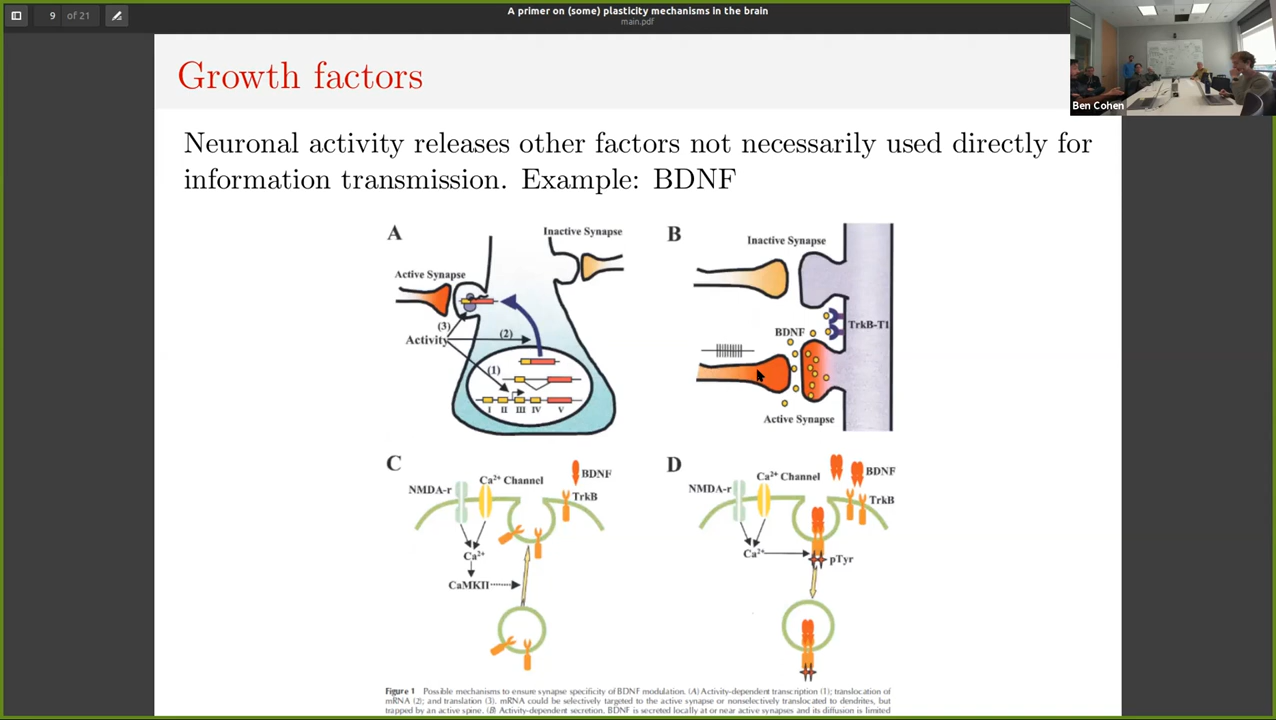 9 of 21
A primer on (some) plasticity mechanisms in the brain
main.pdf
Ben Cohen
Growth factors
Neuronal activity releases other factors not necessarily used directly for
information transmission. Example: BDNF
A
Inactive Synapse
Active Synapse
(3)
Activity
(2)
(1)
I II III IV V
B
Inactive Synapse
BDNF
TrkB-T1
Active Synapse
C
NMDA-r
Ca2+ Channel
BDNF
TrkB
Ca2+
CaMKII
D
NMDA-r
Ca2+ Channel
BDNF
TrkB
Ca2+
pTyr
Figure 1 Possible mechanisms to ensure synapse specificity of BDNF modulation. (A) Activity-dependent transcription (1); translocation of
mRNA (2); and translation (3). mRNA could be selectively targeted to the active synapse or nonselectively translocated to dendrites, but
trapped by an active spine. (B) Activity-dependent secretion. BDNF is secreted locally at or near active synapses and its diffusion is limited